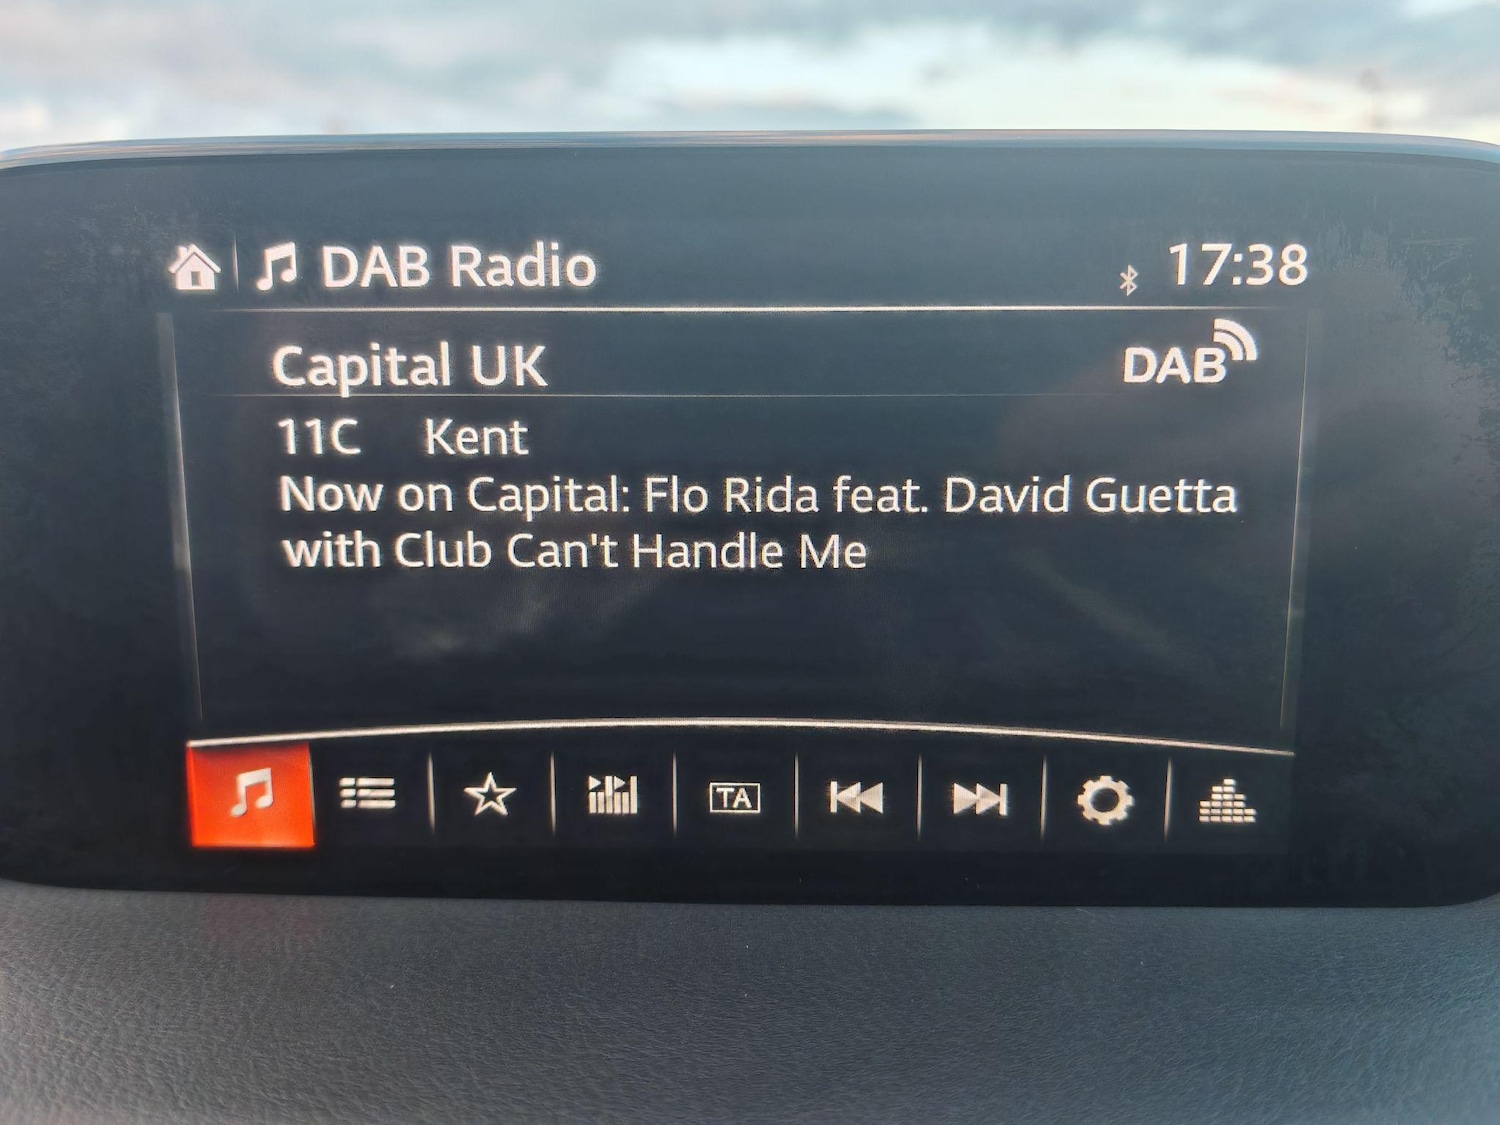 DAB Radio 17:38
Capital UK DAB
11C Kent
Now on Capital: Flo Rida feat. David Guetta
with Club Can't Handle Me
TA